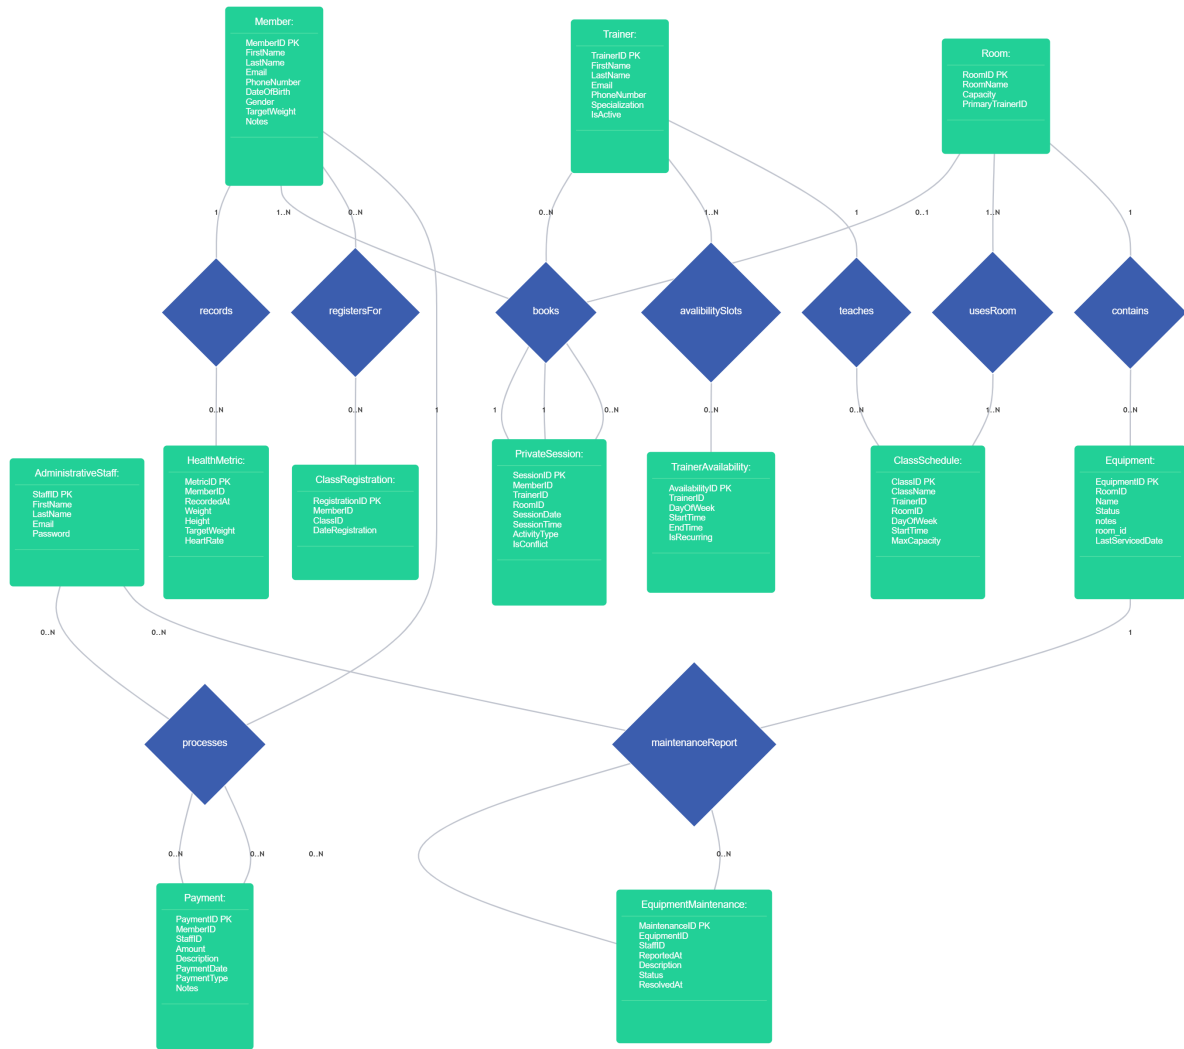 Member:
MemberID PK
FirstName
LastName
Email
PhoneNumber
DateOfBirth
Gender
TargetWeight
Notes
Trainer:
TrainerID PK
FirstName
LastName
Email
PhoneNumber
Specialization
IsActive
Room:
RoomID PK
RoomName
Capacity
PrimaryTrainerID
1
1..N
0..N
0..N
1..N
1
0..1
1..N
1
records
registersFor
books
avalibilitySlots
teaches
usesRoom
contains
0..N
0..N
1
1
1
0..N
0..N
0..N
1..N
0..N
AdministrativeStaff:
StaffID PK
FirstName
LastName
Email
Password
HealthMetric:
MetricID PK
MemberID
RecordedAt
Weight
Height
TargetWeight
HeartRate
ClassRegistration:
RegistrationID PK
MemberID
ClassID
DateRegistration
PrivateSession:
SessionID PK
MemberID
TrainerID
RoomID
SessionDate
SessionTime
ActivityType
IsConflict
TrainerAvailability:
AvailabilityID PK
TrainerID
DayOfWeek
StartTime
EndTime
IsRecurring
ClassSchedule:
ClassID PK
ClassName
TrainerID
RoomID
DayOfWeek
StartTime
MaxCapacity
Equipment:
EquipmentID PK
RoomID
Name
Status
notes
room_id
LastServicedDate
0..N
0..N
1
processes
maintenanceReport
0..N
0..N
0..N
0..N
Payment:
PaymentID PK
MemberID
StaffID
Amount
Description
PaymentDate
PaymentType
Notes
EquipmentMaintenance:
MaintenanceID PK
EquipmentID
StaffID
ReportedAt
Description
Status
ResolvedAt